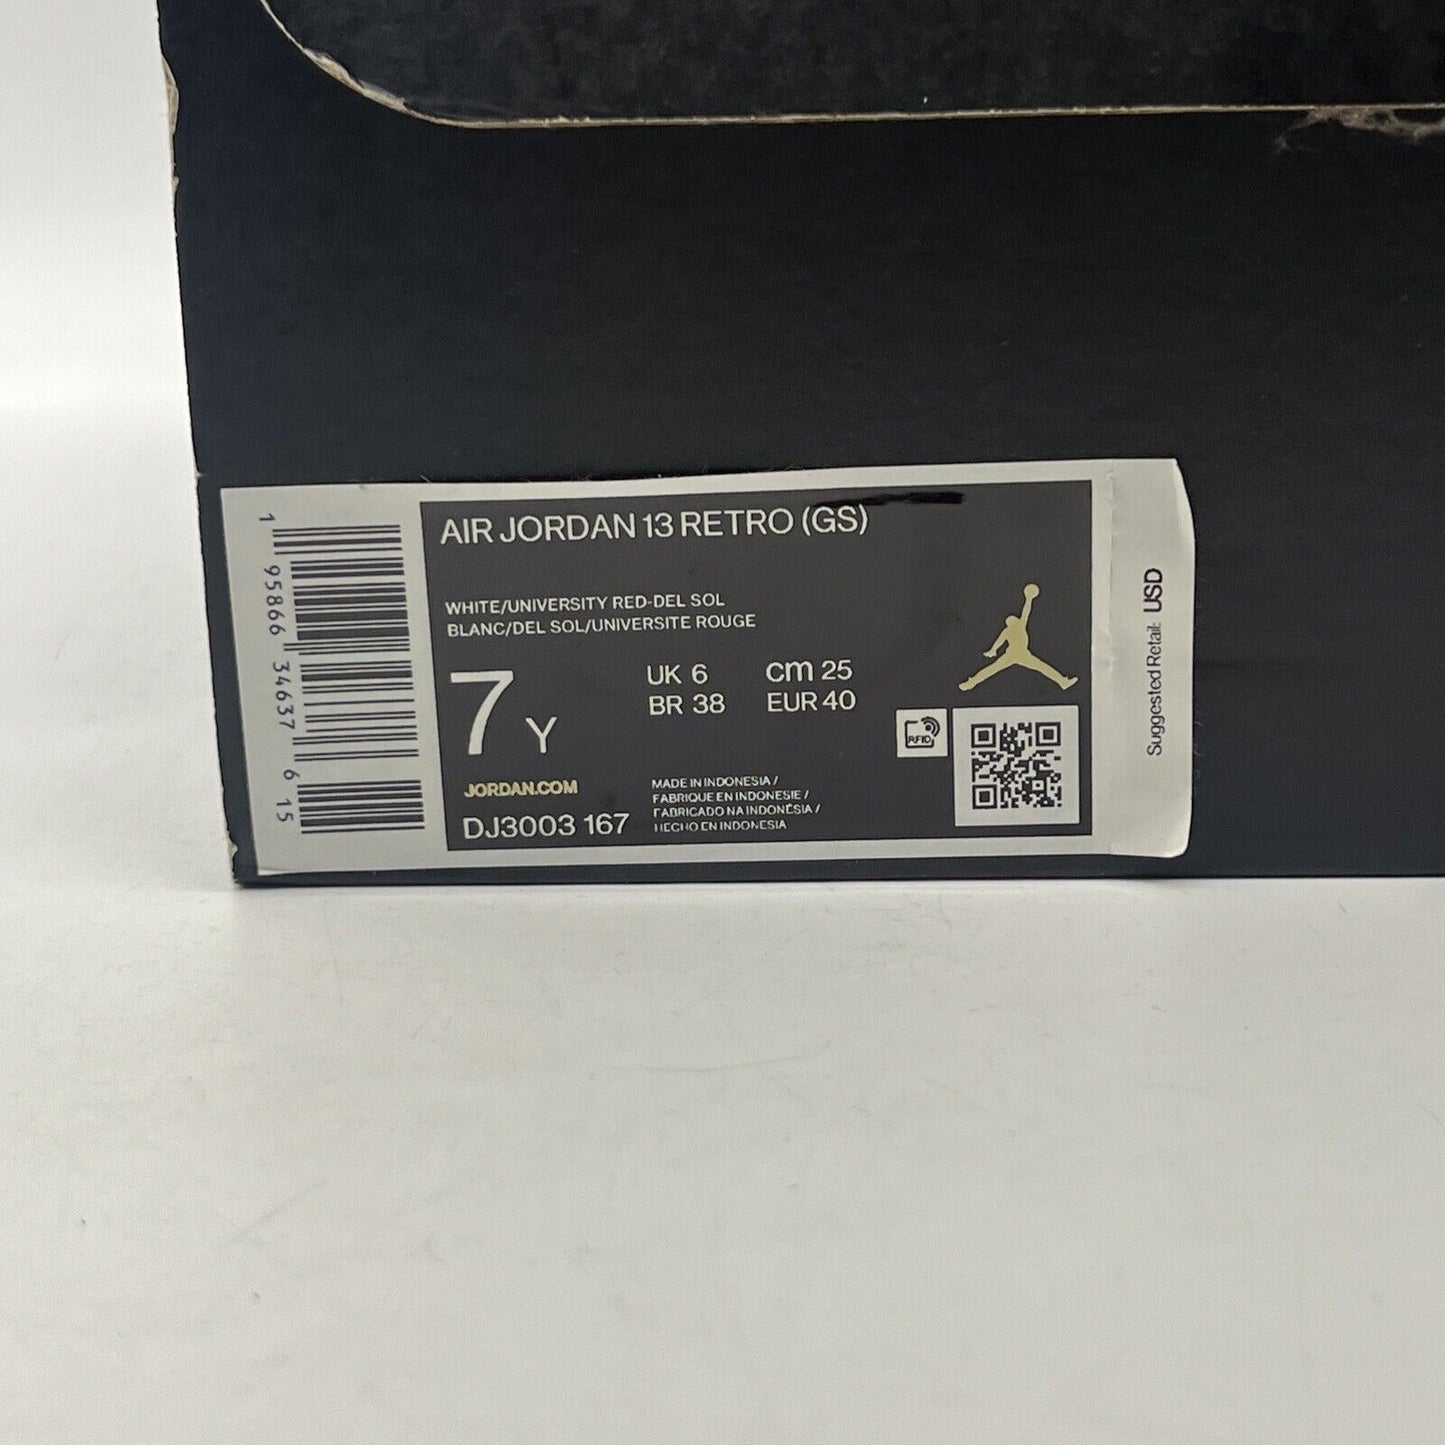 AIR JORDAN 13 RETRO (GS)
WHITE/UNIVERSITY RED-DEL SOL
BLANC/DEL SOL/UNIVERSITE ROUGE
7 Y
UK 6 cm 25
BR 38 EUR 40
JORDAN.COM
DJ3003 167
MADE IN INDONESIA /
FABRIQUE EN INDONESIE /
FABRICADO NA INDONÉSIA /
HECHO EN INDONESIA
RFID
Suggested Retail: USD
1 95866 34637 6 15